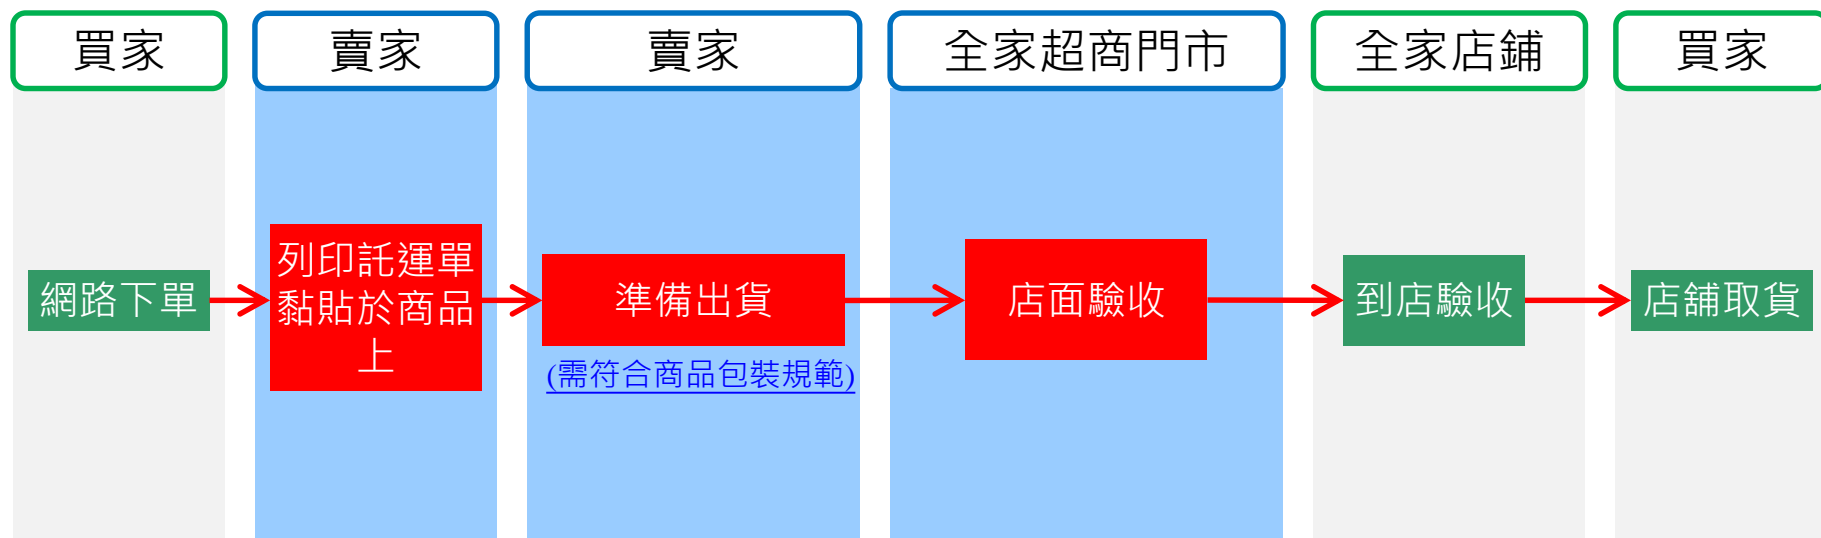 買家
賣家
賣家
全家超商門市
全家店鋪
買家
網路下單
列印託運單
黏貼於商品
上
準備出貨
(需符合商品包裝規範)
店面驗收
到店驗收
店舖取貨